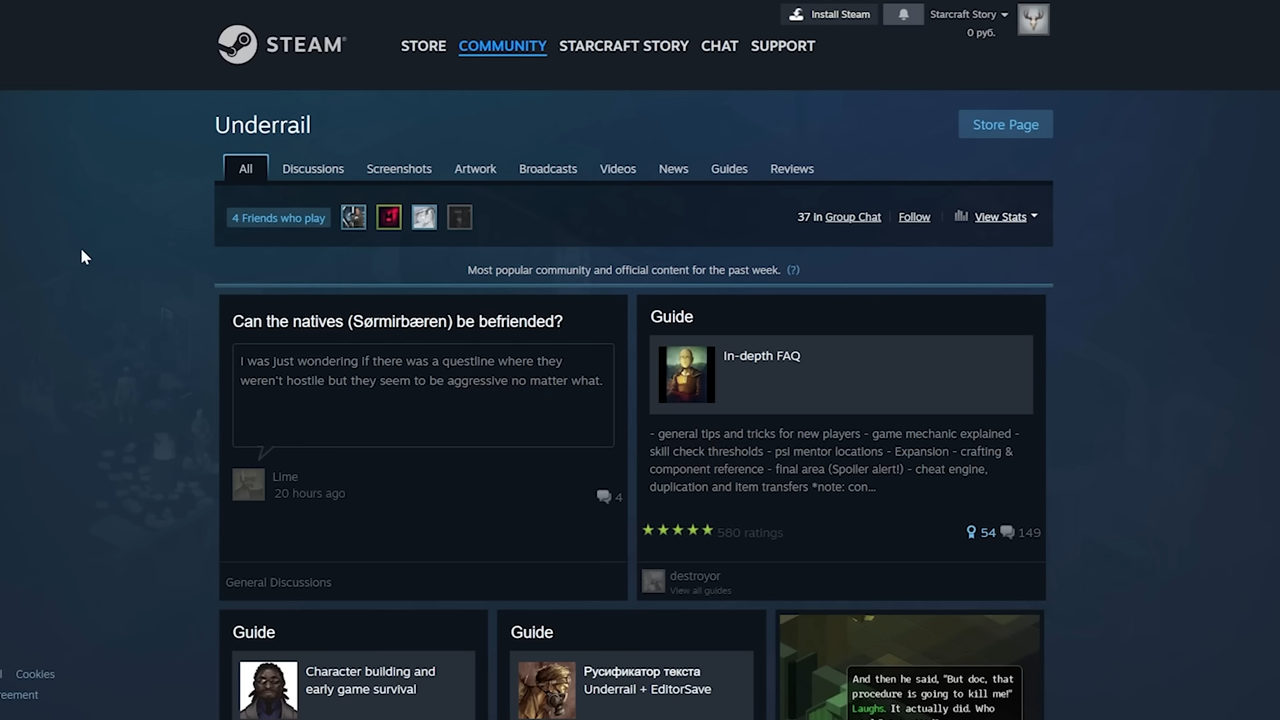 Install Steam
Starcraft Story
0 руб.
STEAM®
STORE COMMUNITY STARCRAFT STORY CHAT SUPPORT
Underrail
Store Page
All Discussions Screenshots Artwork Broadcasts Videos News Guides Reviews
4 Friends who play
37 in Group Chat Follow View Stats
Most popular community and official content for the past week. (?)
Can the natives (Sørmirbæren) be befriended?
I was just wondering if there was a questline where they
weren't hostile but they seem to be aggressive no matter what.
Lime
20 hours ago
4
General Discussions
Guide
In-depth FAQ
- general tips and tricks for new players - game mechanic explained -
skill check thresholds - psi mentor locations - Expansion - crafting &
component reference - final area (Spoiler alert!) - cheat engine,
duplication and item transfers *note: con...
580 ratings
54 149
destroyor
View all guides
Guide
Character building and
early game survival
Guide
Русификатор текста
Underrail + EditorSave
And then he said, "But doc, that
procedure is going to kill me!"
Laughs. It actually did. Who
Cookies